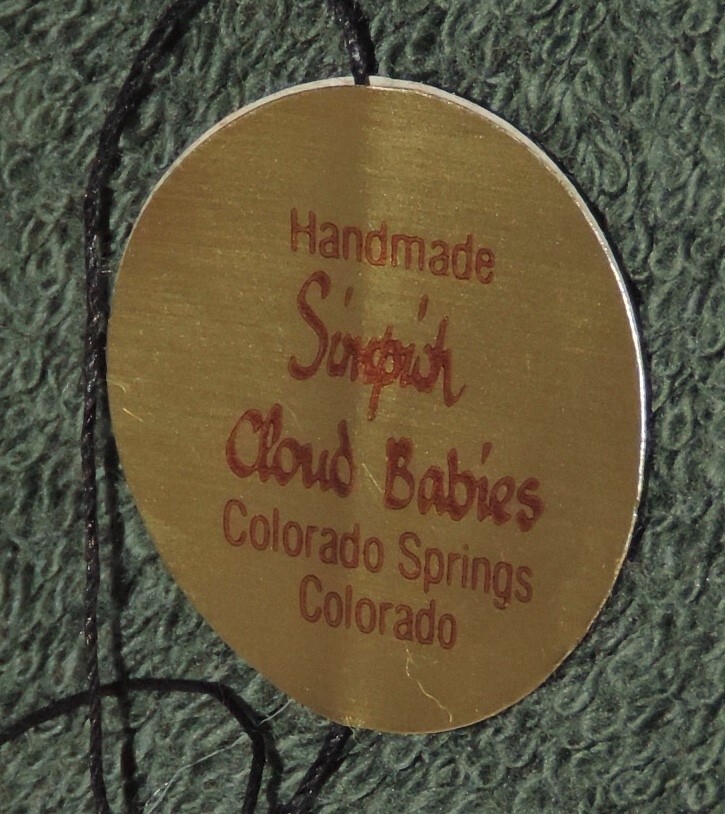 Handmade
Simpich
Cloud Babies
Colorado Springs
Colorado